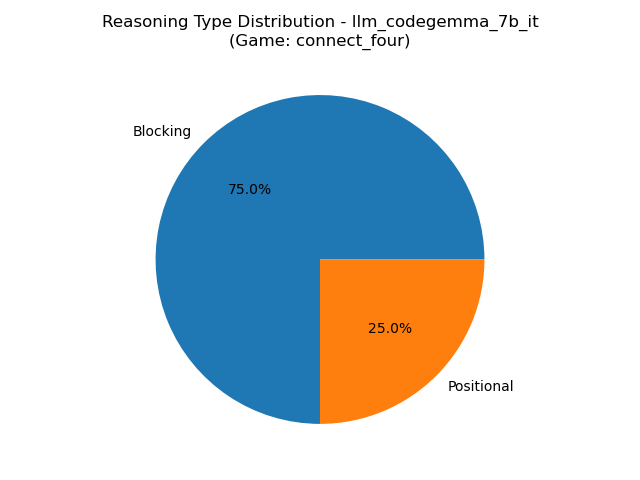 Reasoning Type Distribution - llm_codegemma_7b_it
(Game: connect_four)
Blocking
75.0%
25.0%
Positional